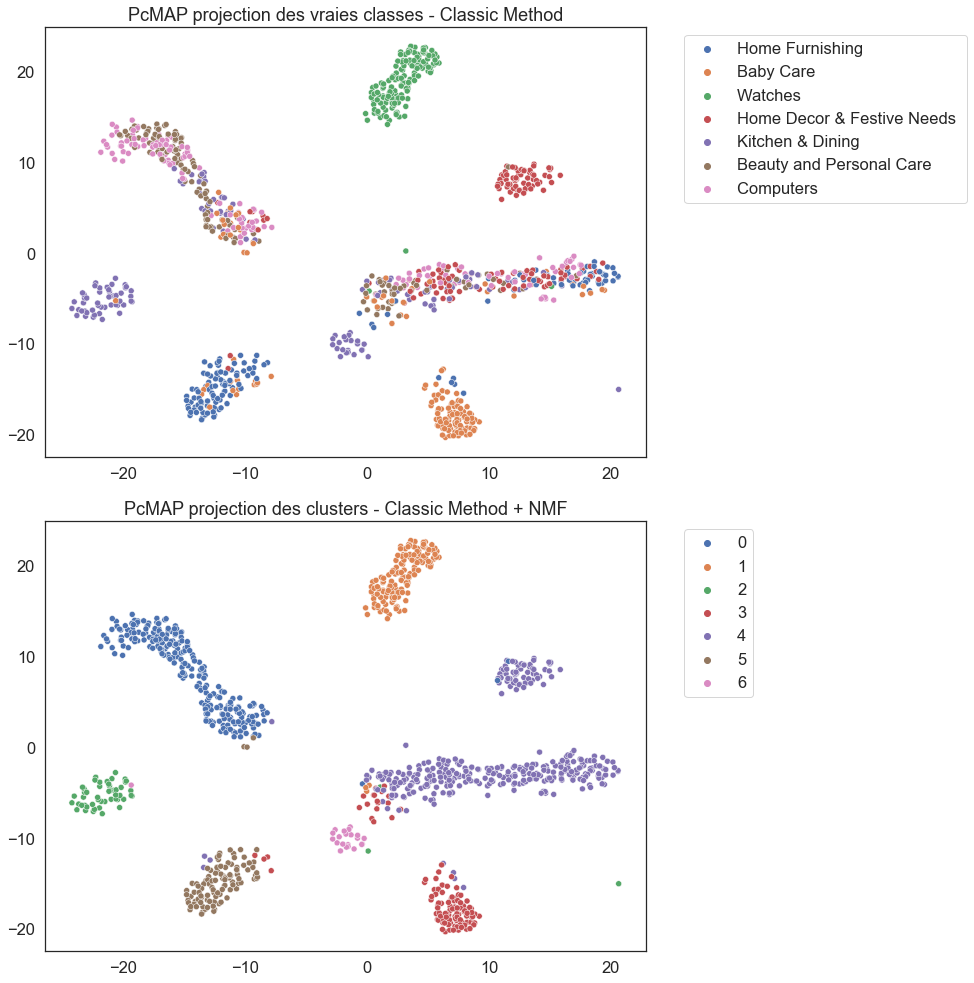 PcMAP projection des vraies classes - Classic Method
Home Furnishing
Baby Care
Watches
Home Decor & Festive Needs
Kitchen & Dining
Beauty and Personal Care
Computers
20
10
0
−10
−20
−20 −10 0 10 20
PcMAP projection des clusters - Classic Method + NMF
0
1
2
3
4
5
6
20
10
0
−10
−20
−20 −10 0 10 20